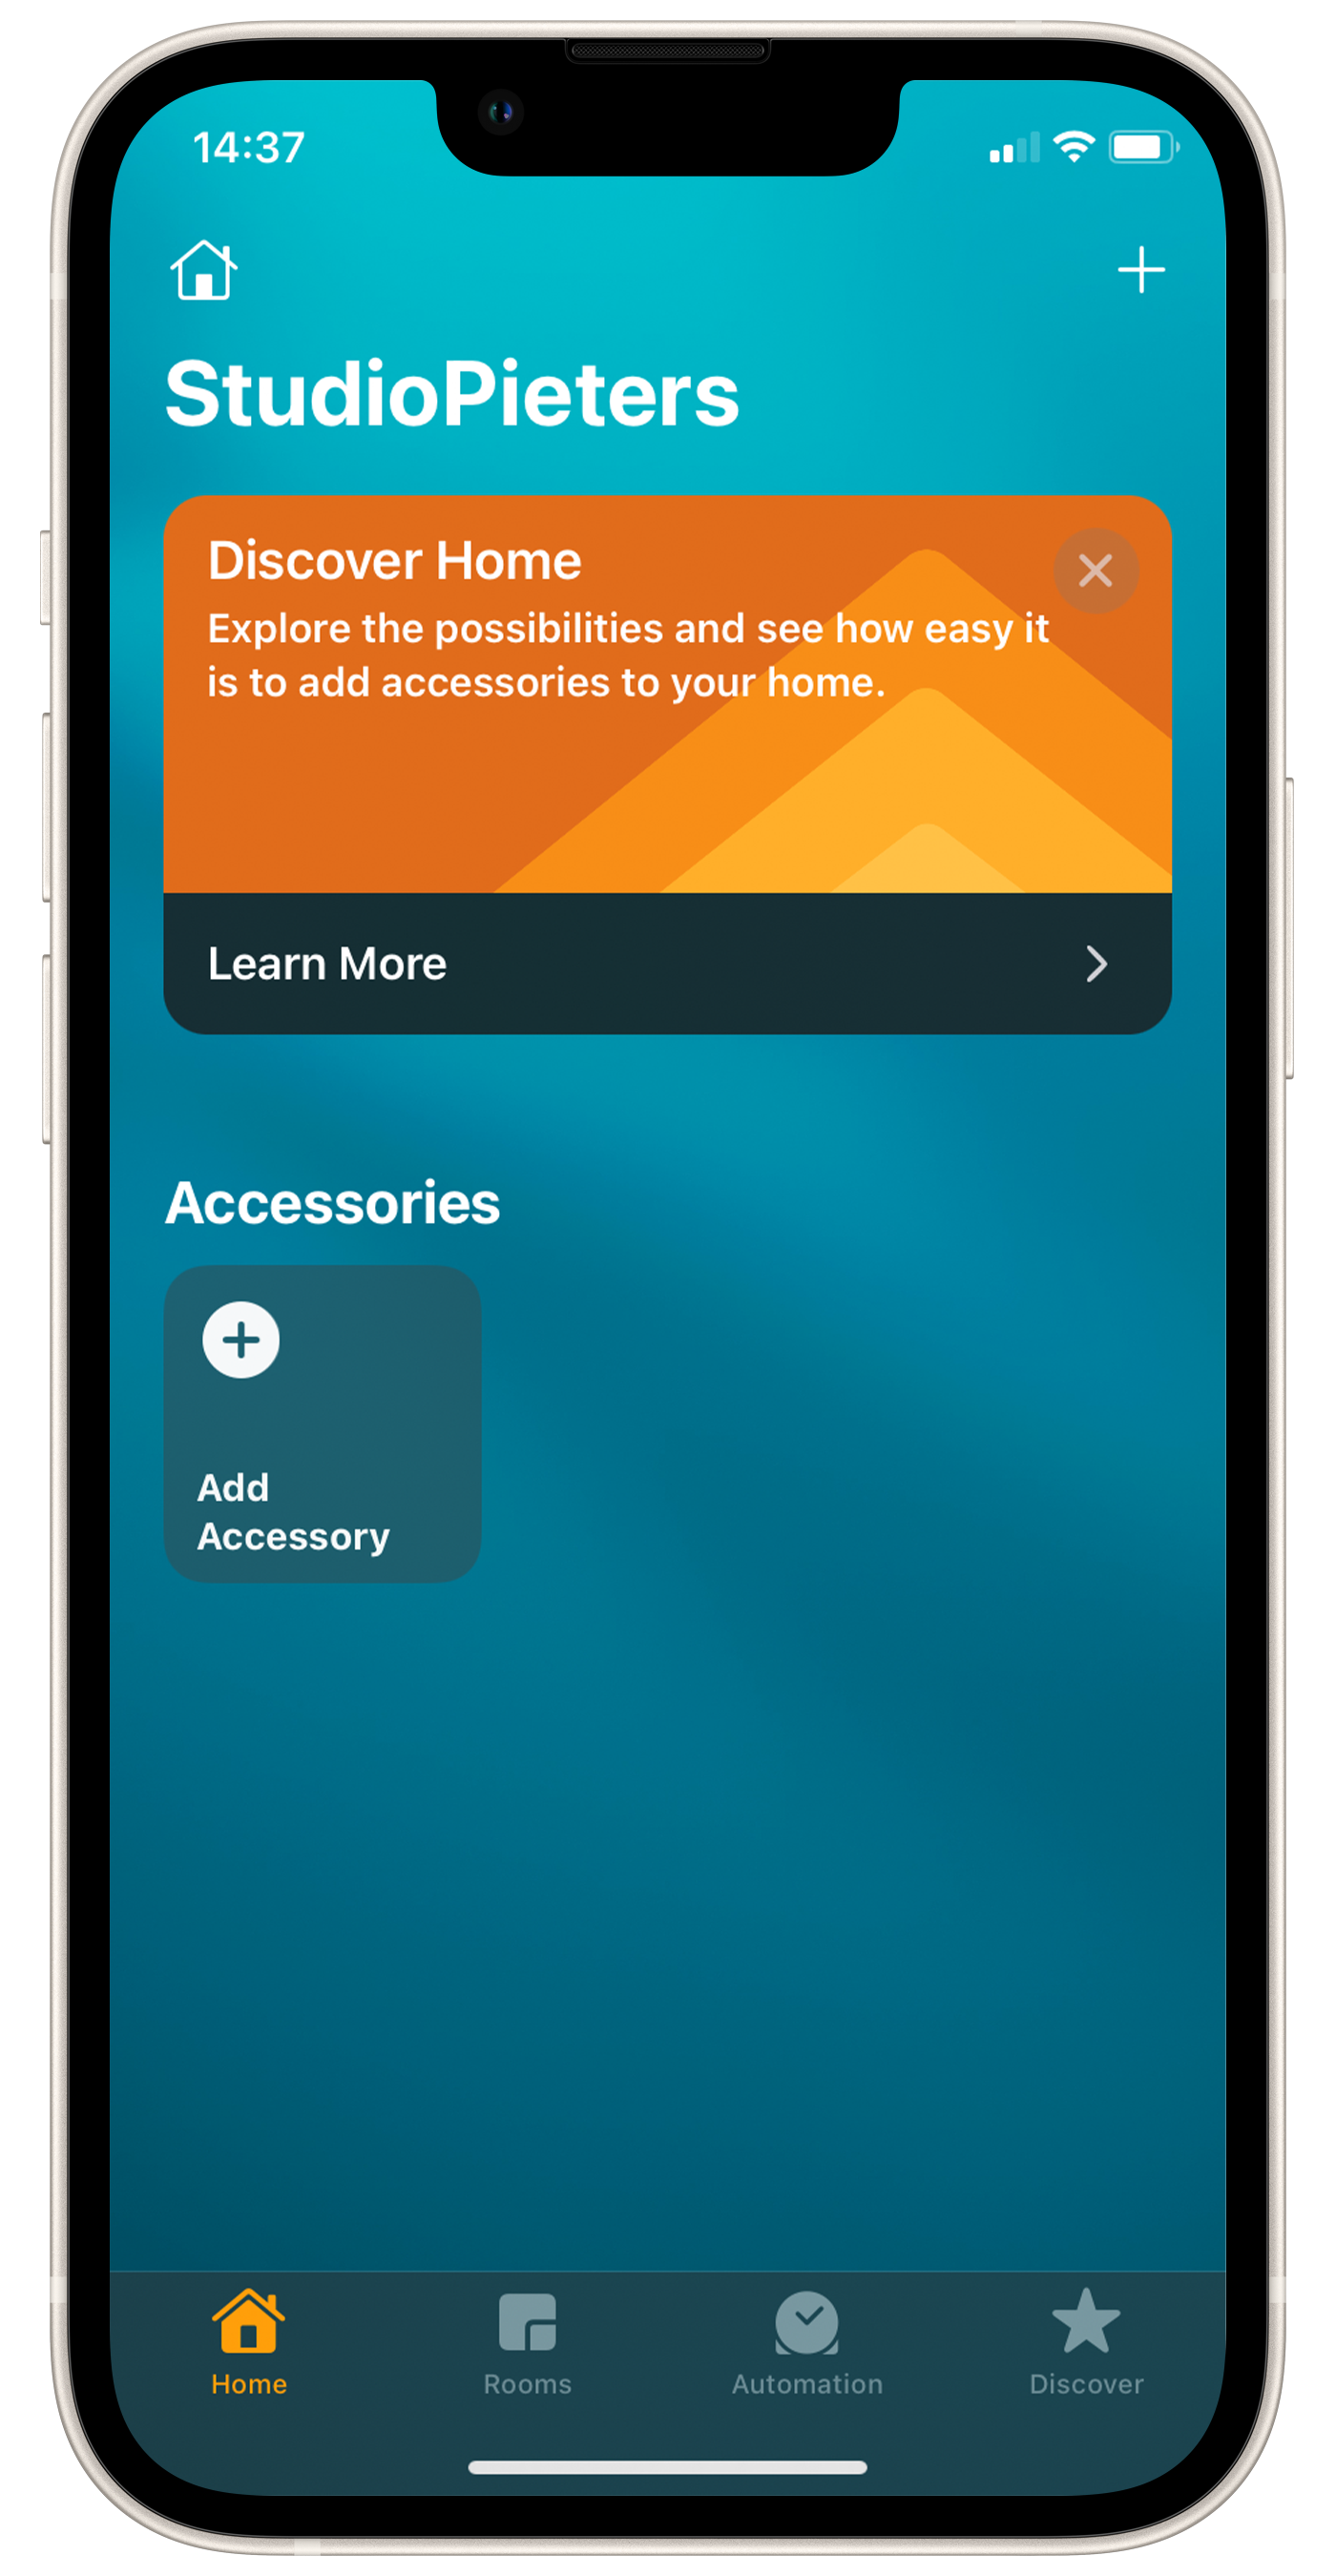 14:37
StudioPieters
Discover Home
Explore the possibilities and see how easy it
is to add accessories to your home.
Learn More
Accessories
Add
Accessory
Home
Rooms
Automation
Discover